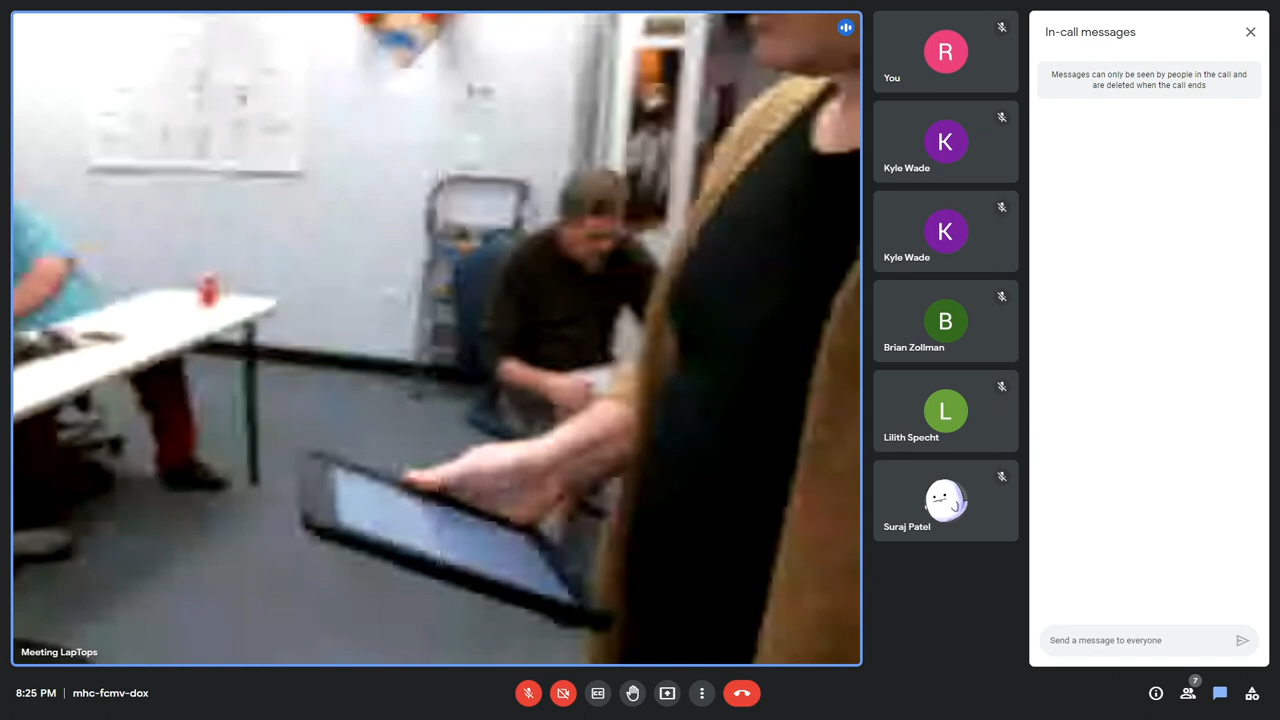 Meeting LapTops
R
You
K
Kyle Wade
K
Kyle Wade
B
Brian Zollman
L
Lilith Specht
Suraj Patel
In-call messages
Messages can only be seen by people in the call and
are deleted when the call ends
Send a message to everyone
8:25 PM | mhc-fcmv-dox
7